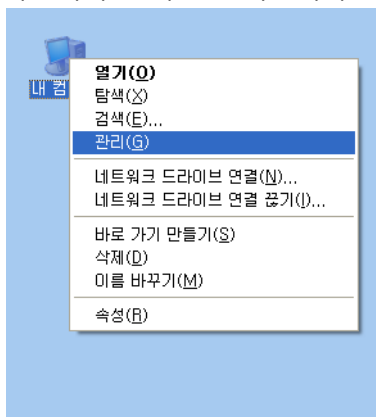 내 컴
열기(O)
탐색(X)
검색(E)...
관리(G)
네트워크 드라이브 연결(N)...
네트워크 드라이브 연결 끊기(I)...
바로 가기 만들기(S)
삭제(D)
이름 바꾸기(M)
속성(R)